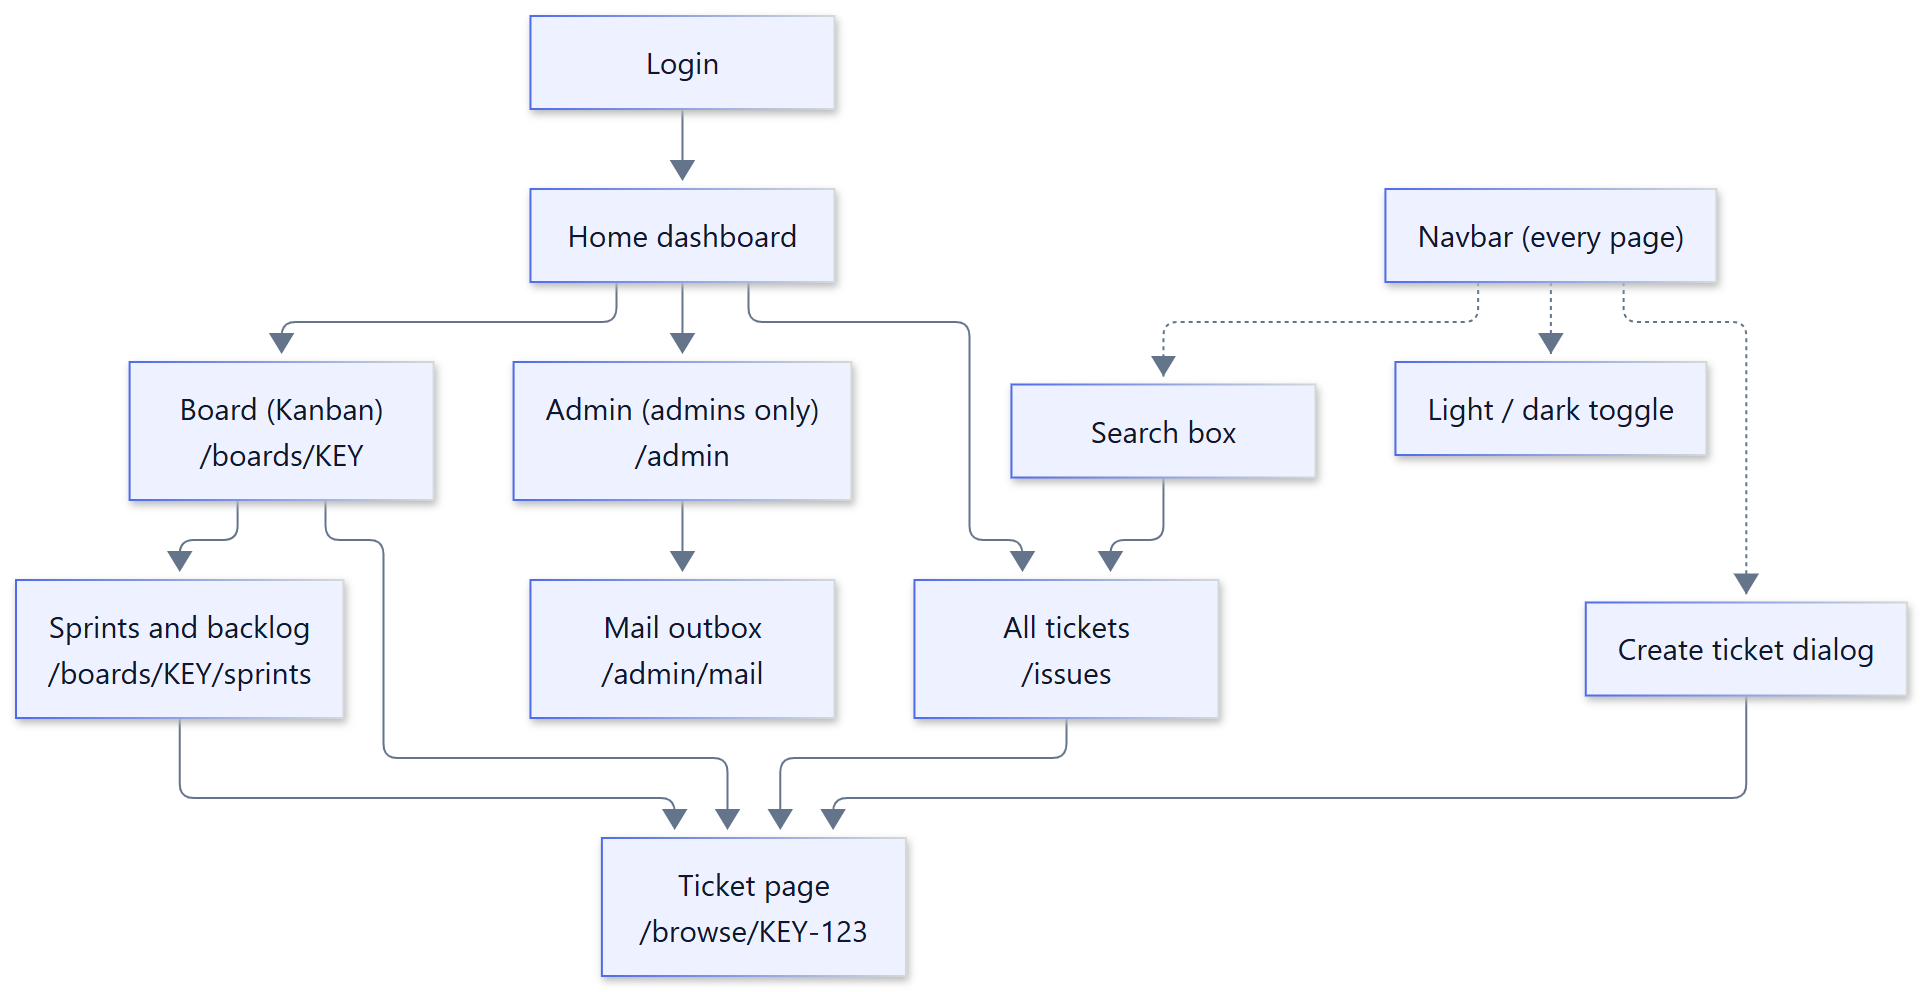 Login
Home dashboard
Navbar (every page)
Board (Kanban)
/boards/KEY
Admin (admins only)
/admin
Search box
Light / dark toggle
Sprints and backlog
/boards/KEY/sprints
Mail outbox
/admin/mail
All tickets
/issues
Create ticket dialog
Ticket page
/browse/KEY-123